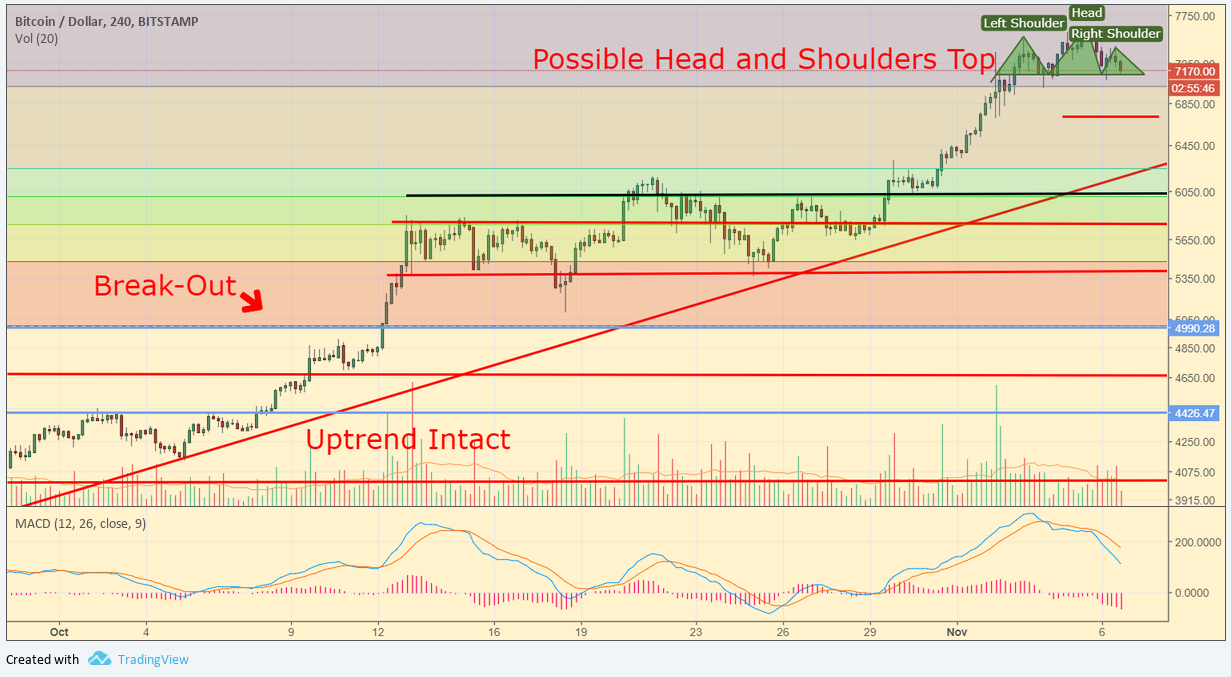 Bitcoin / Dollar, 240, BITSTAMP
Vol (20)
Left Shoulder
Head
Right Shoulder
Possible Head and Shoulders Top
7750.00
7170.00
02:55:46
6850.00
6450.00
6050.00
5650.00
5350.00
Break-Out
4990.28
4850.00
4650.00
4426.47
Uptrend Intact
4250.00
4075.00
3915.00
MACD (12, 26, close, 9)
200.0000
0.0000
Oct 4 9 12 16 19 23 26 29 Nov 6
Created with TradingView